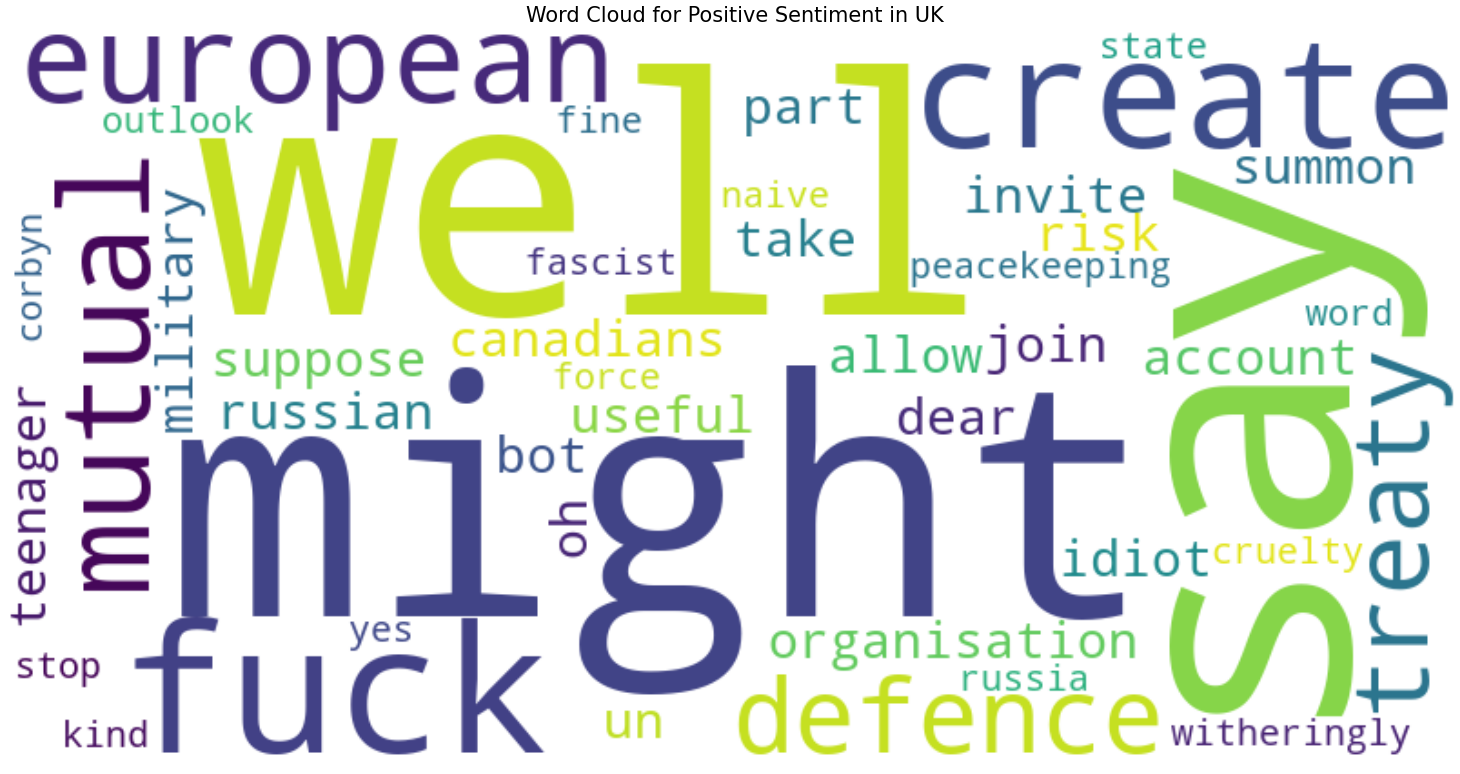 Word Cloud for Positive Sentiment in UK
european
create
state
outlook
fine
part
well
summon
mutual
military
naive
invite
say
corbyn
take
risk
fascist
peacekeeping
word
canadians
suppose
allow
join
account
force
treaty
russian
useful
dear
might
teenager
bot
oh
idiot
cruelty
yes
fuck
organisation
stop
russia
un
defence
kind
witheringly